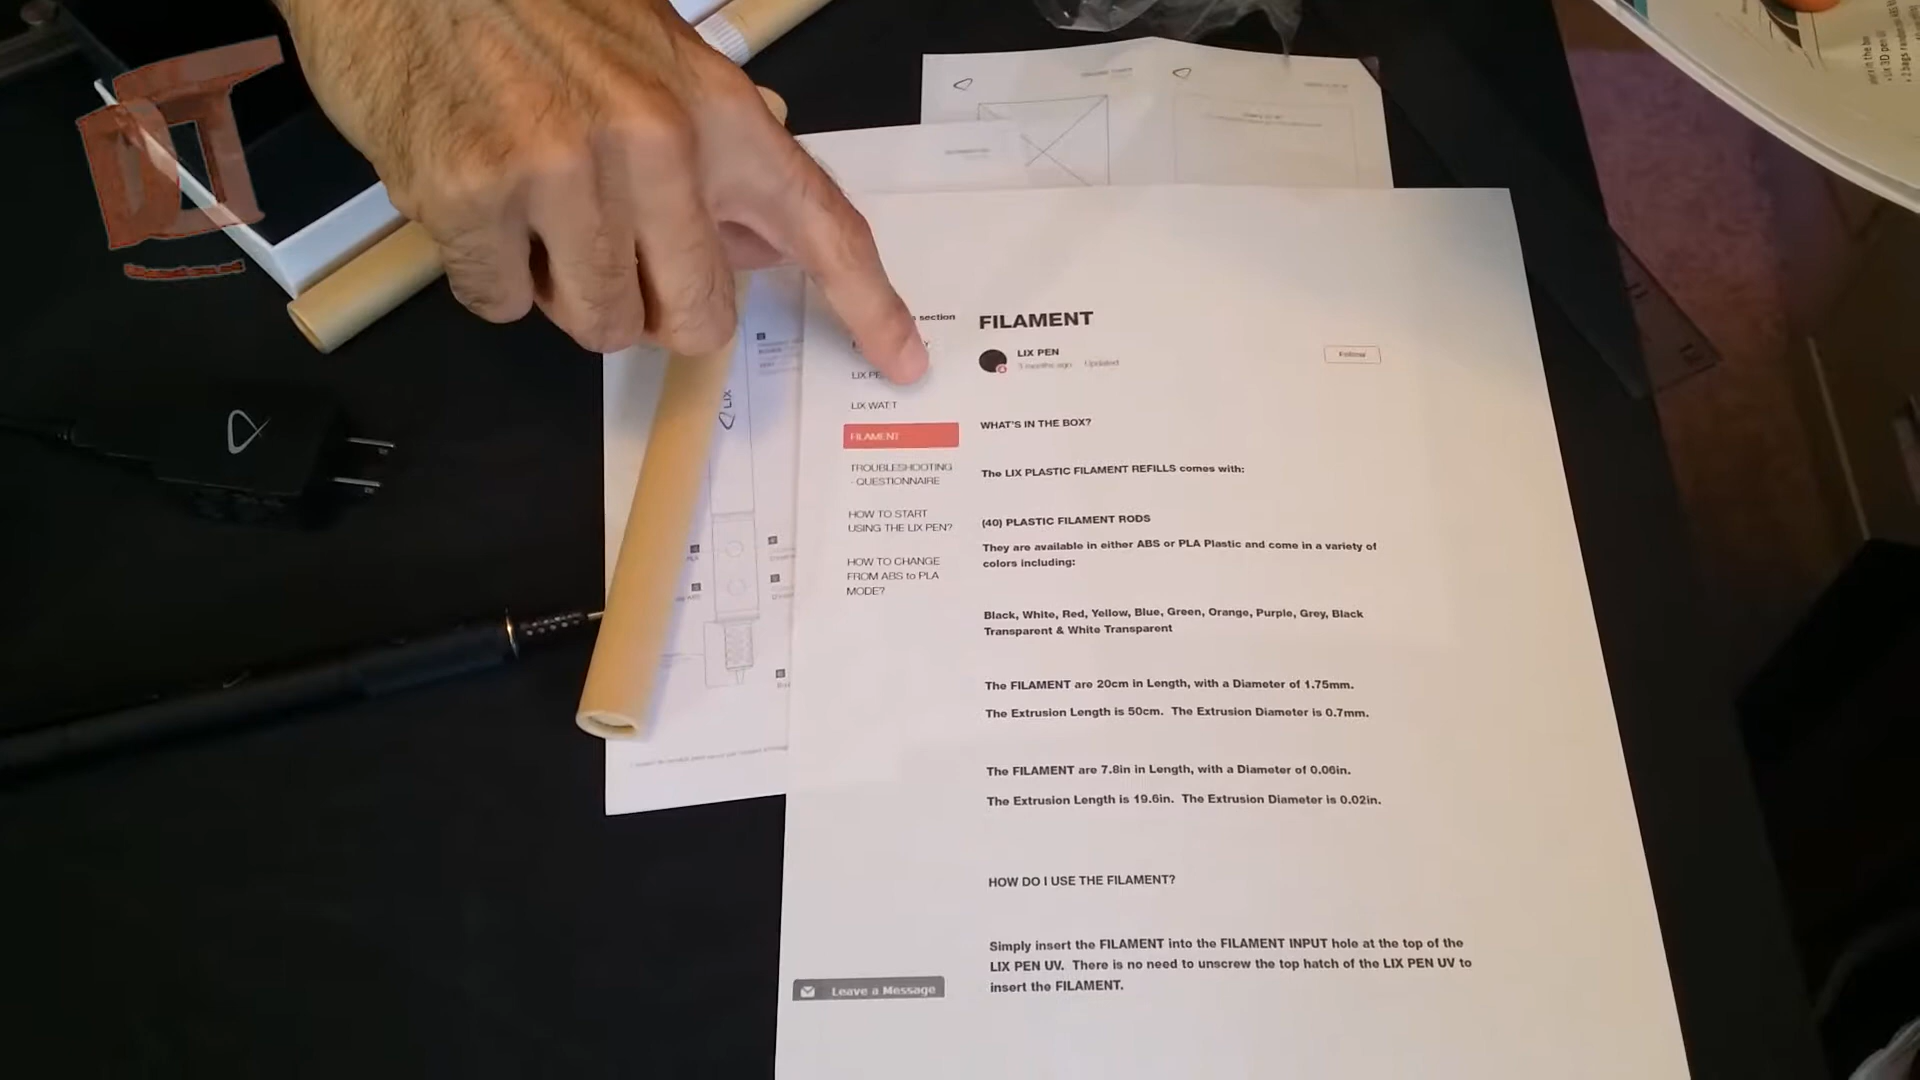 section
FILAMENT
LIX PEN
3 months ago Updated
Follow
LIX WATT
FILAMENT
TROUBLESHOOTING
- QUESTIONNAIRE
HOW TO START
USING THE LIX PEN?
HOW TO CHANGE
FROM ABS to PLA
MODE?
WHAT'S IN THE BOX?
The LIX PLASTIC FILAMENT REFILLS comes with:
(40) PLASTIC FILAMENT RODS
They are available in either ABS or PLA Plastic and come in a variety of
colors including:
Black, White, Red, Yellow, Blue, Green, Orange, Purple, Grey, Black
Transparent & White Transparent
The FILAMENT are 20cm in Length, with a Diameter of 1.75mm.
The Extrusion Length is 50cm. The Extrusion Diameter is 0.7mm.
The FILAMENT are 7.8in in Length, with a Diameter of 0.06in.
The Extrusion Length is 19.6in. The Extrusion Diameter is 0.02in.
HOW DO I USE THE FILAMENT?
Simply insert the FILAMENT into the FILAMENT INPUT hole at the top of the
LIX PEN UV. There is no need to unscrew the top hatch of the LIX PEN UV to
insert the FILAMENT.
Leave a Message
LIX